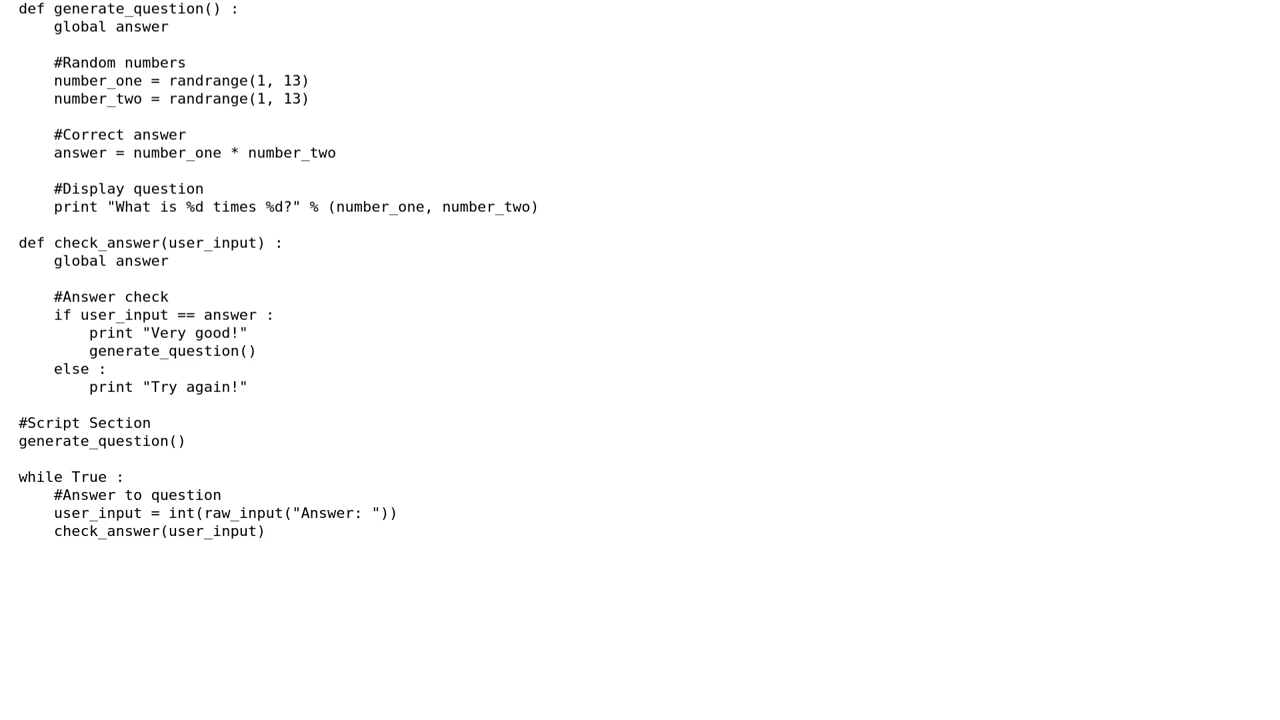 def generate_question() :
    global answer

    #Random numbers
    number_one = randrange(1, 13)
    number_two = randrange(1, 13)

    #Correct answer
    answer = number_one * number_two

    #Display question
    print "What is %d times %d?" % (number_one, number_two)

def check_answer(user_input) :
    global answer

    #Answer check
    if user_input == answer :
        print "Very good!"
        generate_question()
    else :
        print "Try again!"

#Script Section
generate_question()

while True :
    #Answer to question
    user_input = int(raw_input("Answer: "))
    check_answer(user_input)